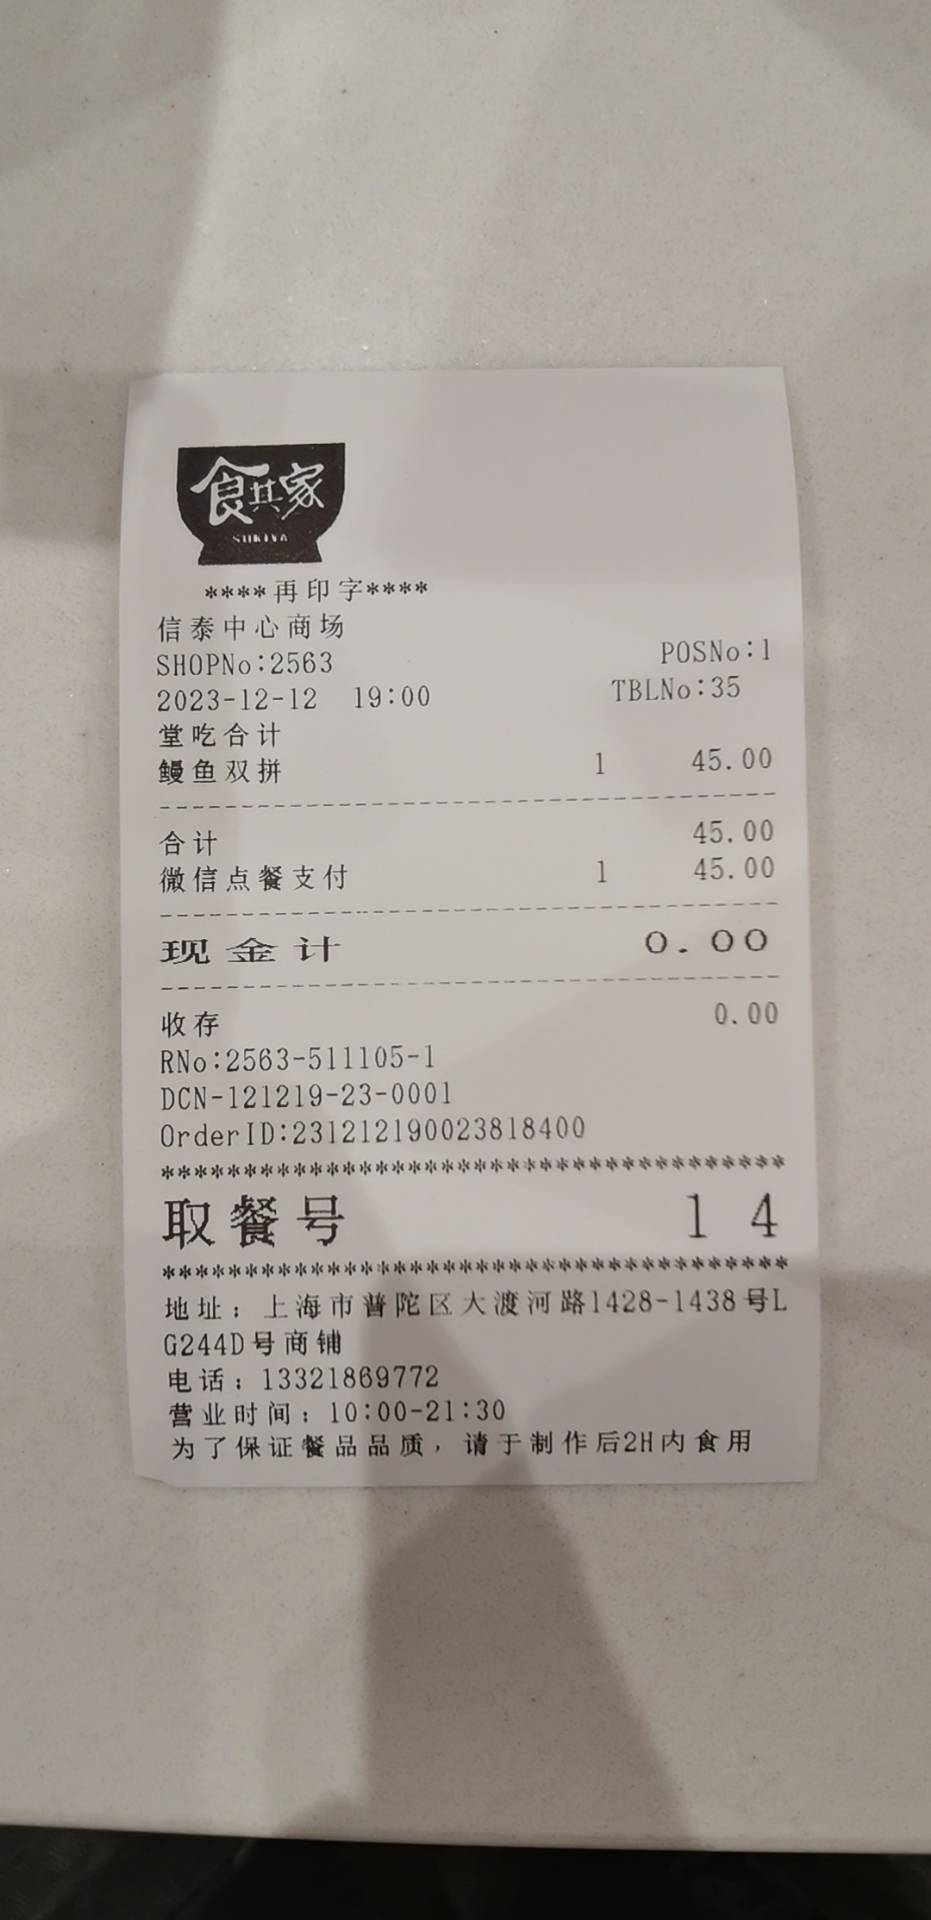 食其家
SUKIYA
****再印字****
信泰中心商场
SHOPNo:2563 POSNo:1
2023-12-12 19:00 TBLNo:35
堂吃合计
鳗鱼双拼 1 45.00
合计 45.00
微信点餐支付 1 45.00
现金计 0.00
收存 0.00
RNo:2563-511105-1
DCN-121219-23-0001
OrderID:231212190023818400
**************************************
取餐号 14
**************************************
地址：上海市普陀区大渡河路1428-1438号L
G244D号商铺
电话：13321869772
营业时间：10:00-21:30
为了保证餐品品质，请于制作后2H内食用